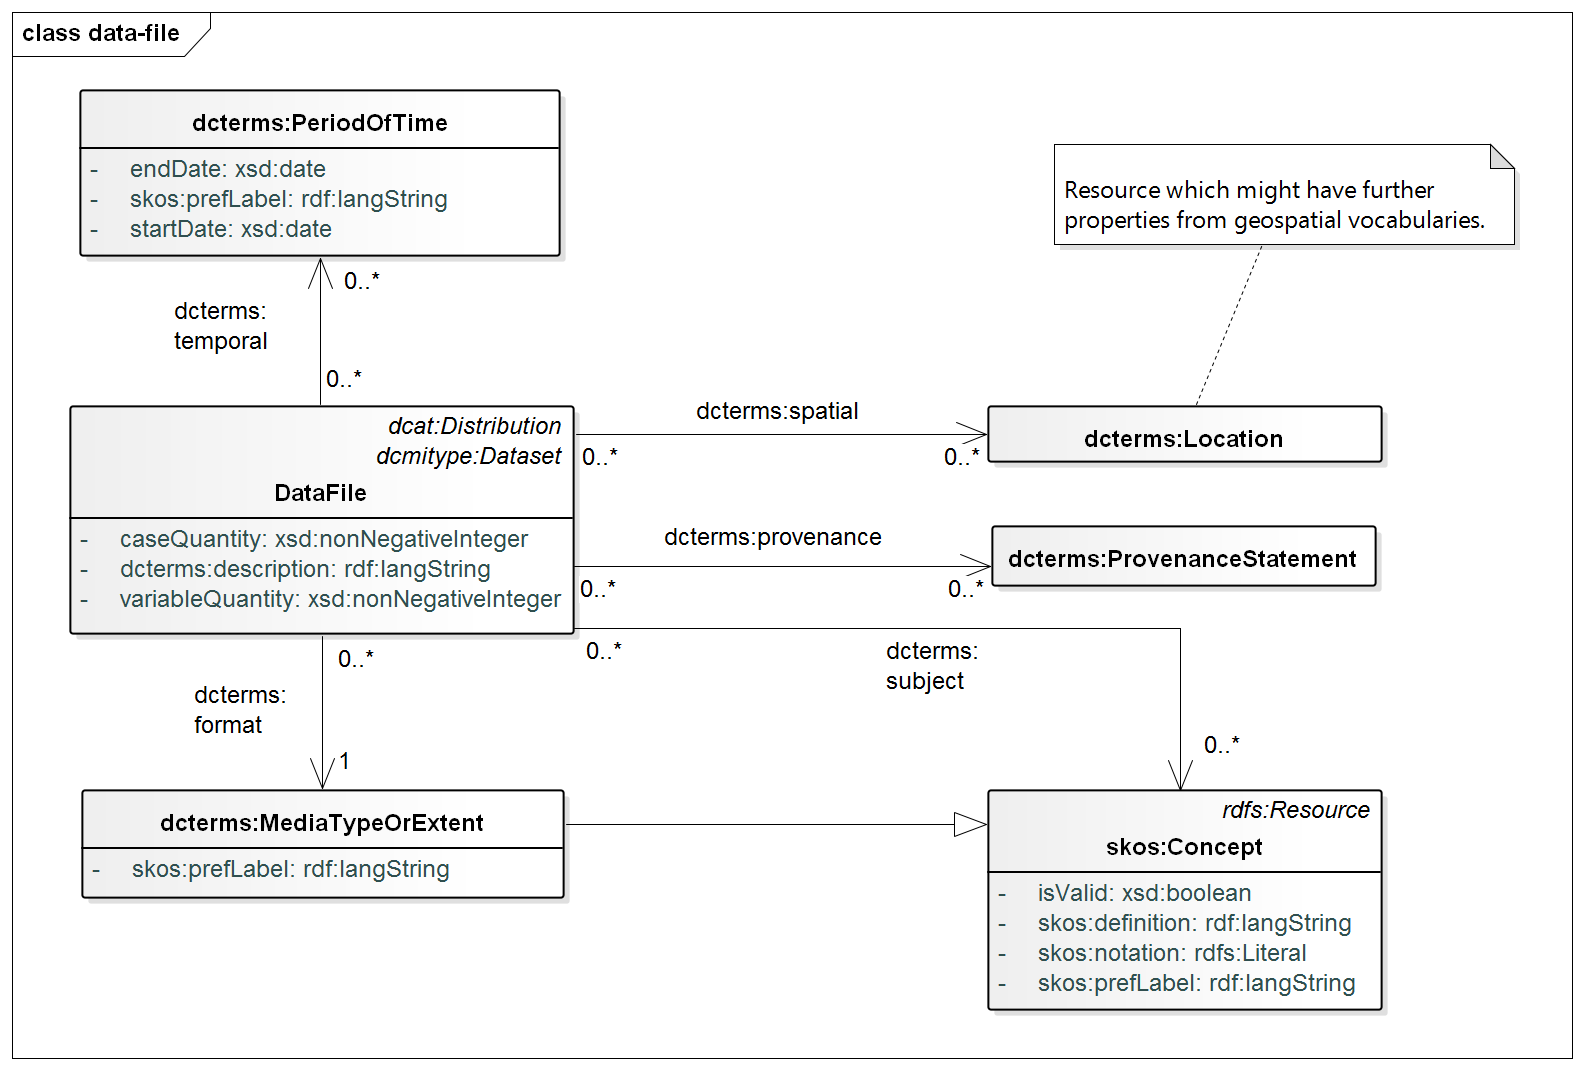 class data-file
dcterms:PeriodOfTime
- endDate: xsd:date
- skos:prefLabel: rdf:langString
- startDate: xsd:date
Resource which might have further
properties from geospatial vocabularies.
0..*
dcterms:
temporal
0..*
dcat:Distribution
dcmitype:Dataset
DataFile
- caseQuantity: xsd:nonNegativeInteger
- dcterms:description: rdf:langString
- variableQuantity: xsd:nonNegativeInteger
dcterms:spatial
0..*
0..*
dcterms:Location
dcterms:provenance
0..*
0..*
dcterms:ProvenanceStatement
0..*
dcterms:
subject
0..*
0..*
dcterms:
format
1
dcterms:MediaTypeOrExtent
- skos:prefLabel: rdf:langString
rdfs:Resource
skos:Concept
- isValid: xsd:boolean
- skos:definition: rdf:langString
- skos:notation: rdfs:Literal
- skos:prefLabel: rdf:langString